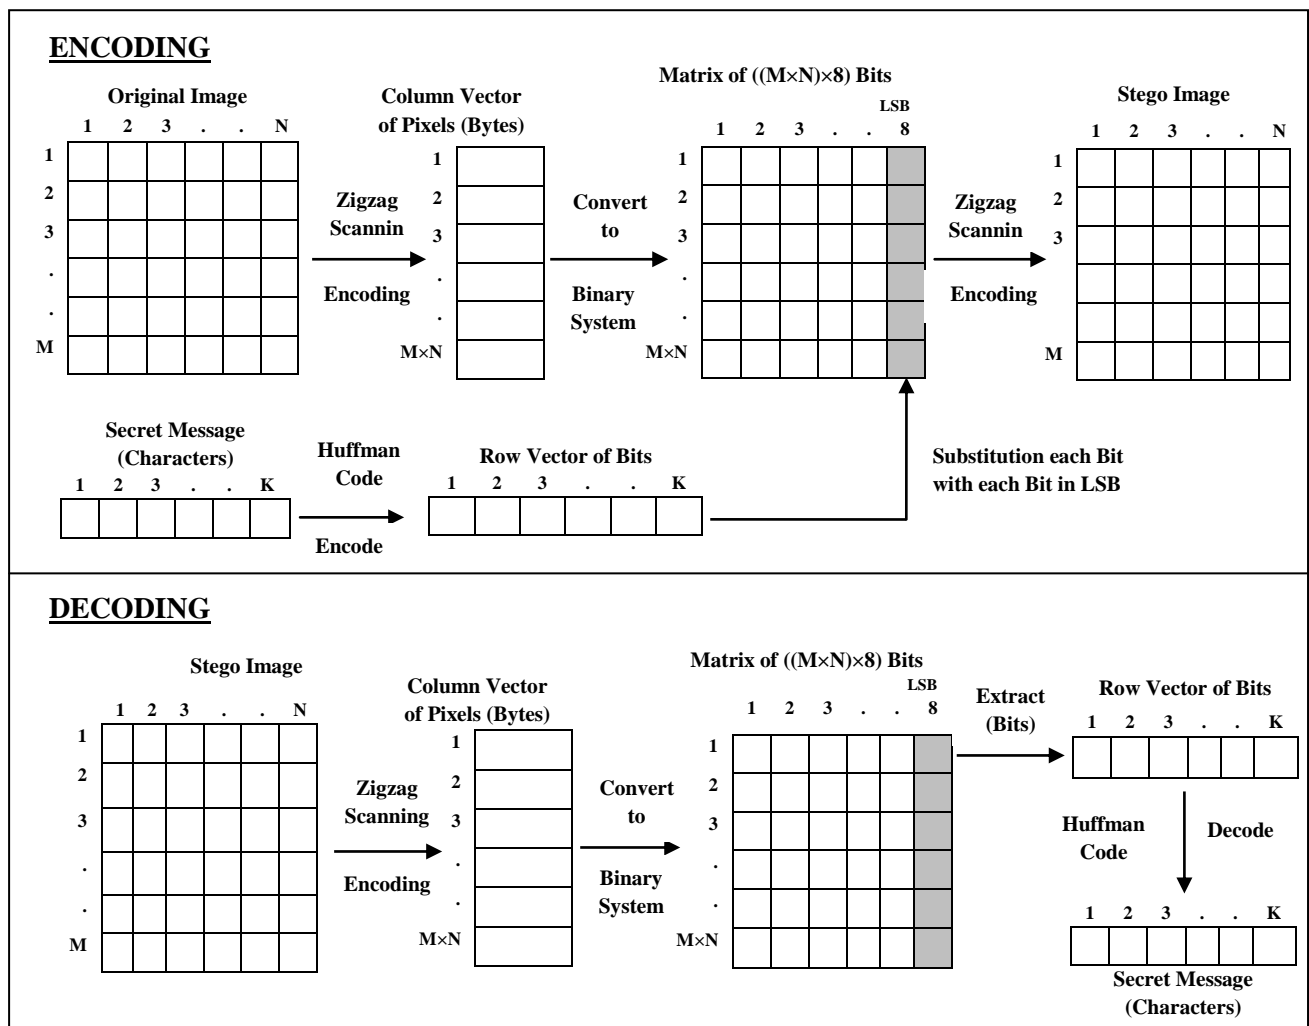 ENCODING
Original Image
1 2 3 . . N
1
2
3
.
.
M
Zigzag
Scannin
Encoding
Column Vector
of Pixels (Bytes)
1
2
3
.
.
M×N
Convert
to
Binary
System
Matrix of ((M×N)×8) Bits
LSB
1 2 3 . . 8
1
2
3
.
.
M×N
Zigzag
Scannin
Encoding
Stego Image
1 2 3 . . N
1
2
3
M
Secret Message
(Characters)
1 2 3 . . K
Huffman
Code
Encode
Row Vector of Bits
1 2 3 . . K
Substitution each Bit
with each Bit in LSB
DECODING
Stego Image
1 2 3 . . N
1
2
3
.
.
M
Zigzag
Scanning
Encoding
Column Vector
of Pixels (Bytes)
1
2
3
.
.
M×N
Convert
to
Binary
System
Matrix of ((M×N)×8) Bits
LSB
1 2 3 . . 8
1
2
3
.
.
M×N
Extract
(Bits)
Row Vector of Bits
1 2 3 . . K
Huffman
Code
Decode
1 2 3 . . K
Secret Message
(Characters)